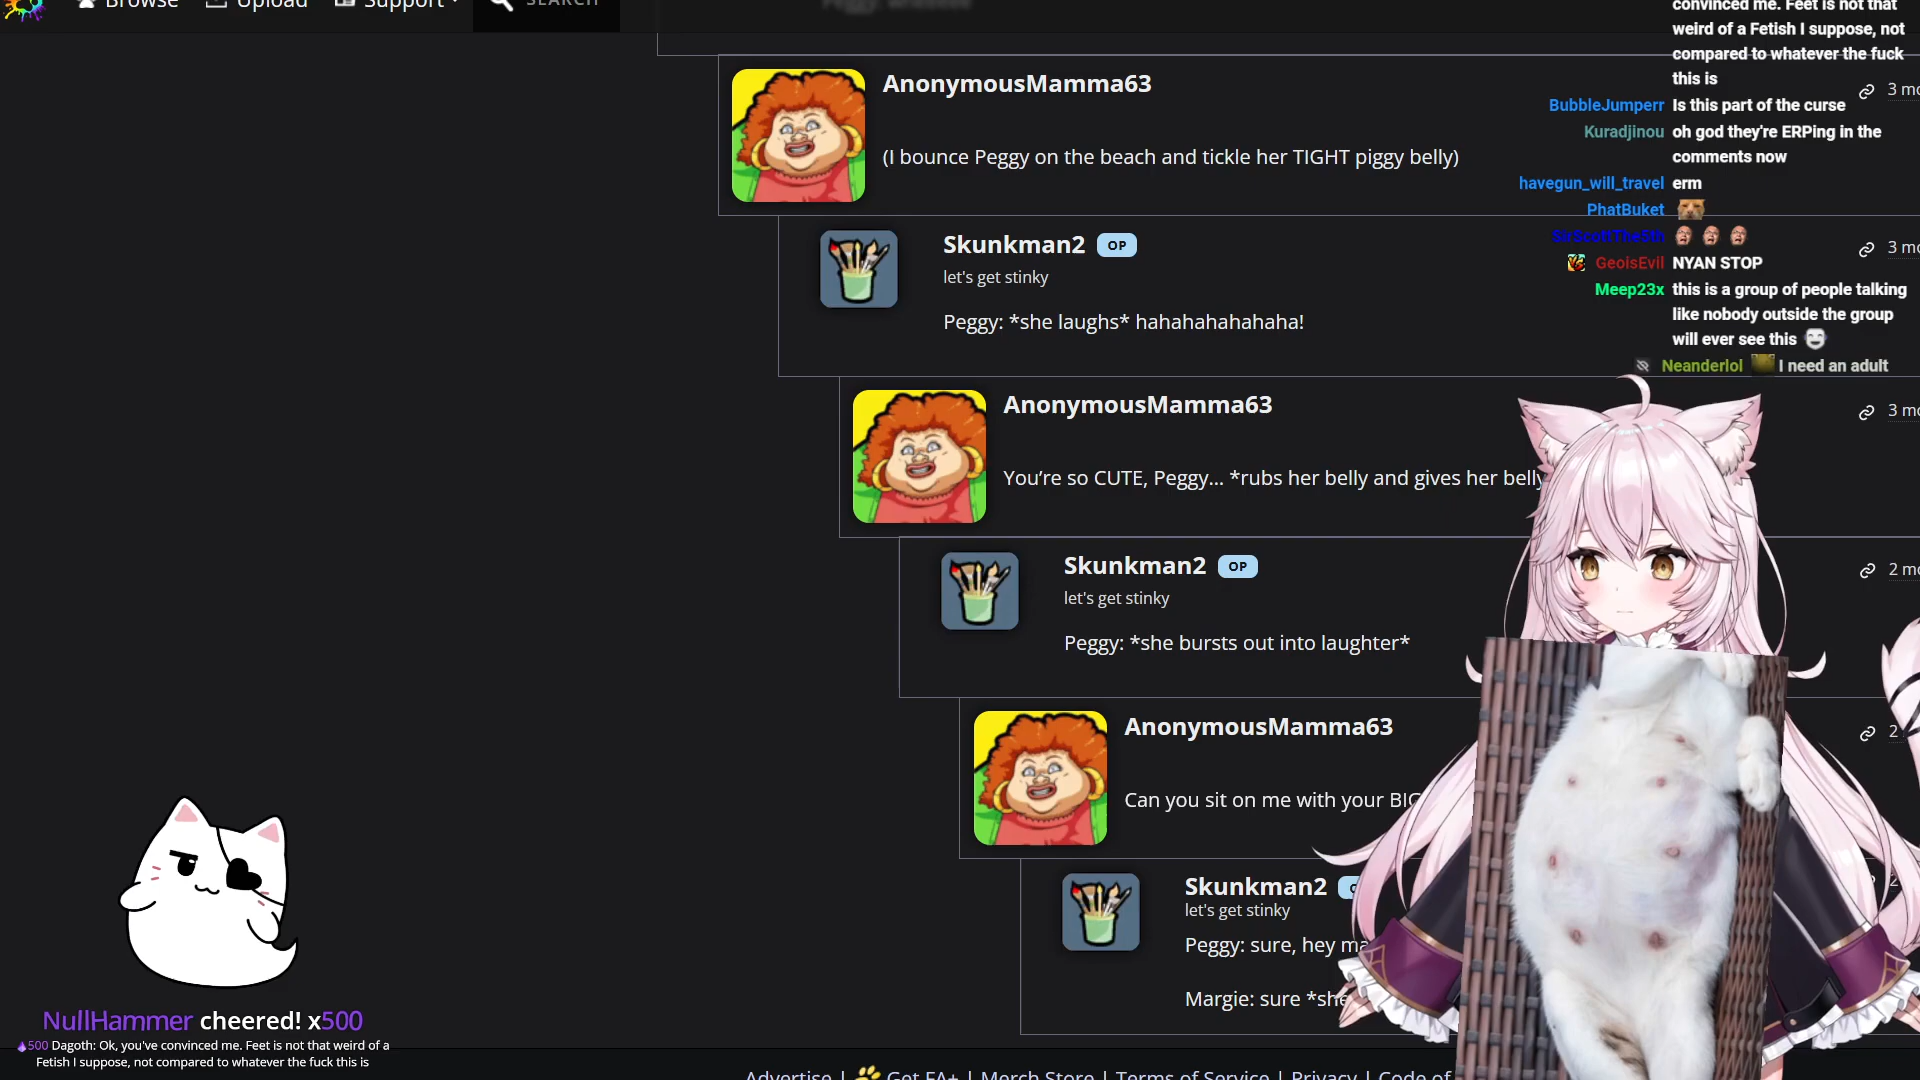 Browse Upload Support SEARCH
AnonymousMamma63
(I bounce Peggy on the beach and tickle her TIGHT piggy belly)
3 mo
Skunkman2 OP
let's get stinky
Peggy: *she laughs* hahahahahahaha!
3 mo
AnonymousMamma63
You're so CUTE, Peggy... *rubs her belly and gives her belly
3 mo
Skunkman2 OP
let's get stinky
Peggy: *she bursts out into laughter*
2 mo
AnonymousMamma63
Can you sit on me with your BIG
2
Skunkman2
let's get stinky
Peggy: sure, hey ma
Margie: sure *she
2
Advertise | Get FA+ | Merch Store | Terms of Service | Privacy | Code of
convinced me. Feet is not that
weird of a Fetish I suppose, not
compared to whatever the fuck
this is
BubbleJumperr Is this part of the curse
Kuradjinou oh god they're ERPing in the
comments now
havegun_will_travel erm
PhatBuket
SirScottThe5th
GeoisEvil NYAN STOP
Meep23x this is a group of people talking
like nobody outside the group
will ever see this
Neanderlol I need an adult
NullHammer cheered! x500
500 Dagoth: Ok, you've convinced me. Feet is not that weird of a
Fetish I suppose, not compared to whatever the fuck this is